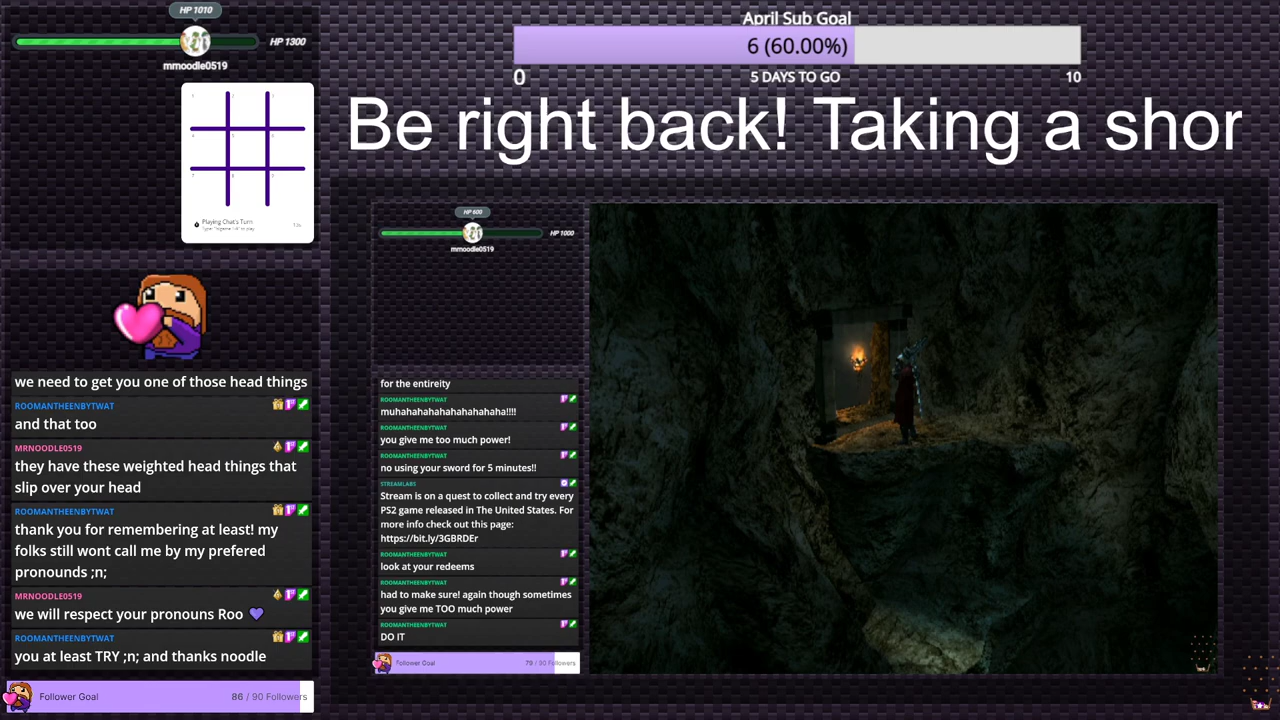 HP 1010
HP 1300
mmoodle0519
Playing Chat's Turn
April Sub Goal
6 (60.00%)
0
5 DAYS TO GO
10
Be right back! Taking a shor
we need to get you one of those head things
ROOMANTHEENBYTWAT
and that too
MRNOODLE0519
they have these weighted head things that
slip over your head
ROOMANTHEENBYTWAT
thank you for remembering at least! my
folks still wont call me by my prefered
pronounds ;n;
MRNOODLE0519
we will respect your pronouns Roo 💜
ROOMANTHEENBYTWAT
you at least TRY ;n; and thanks noodle
Follower Goal
86 / 90 Followers
HP 600
HP 1000
mmoodle0519
for the entireity
ROOMANTHEENBYTWAT
muhahahahahahahahaha!!!!
ROOMANTHEENBYTWAT
you give me too much power!
ROOMANTHEENBYTWAT
no using your sword for 5 minutes!!
STREAMLABS
Stream is on a quest to collect and try every
PS2 game released in The United States. For
more info check out this page:
https://bit.ly/3GBRDEr
ROOMANTHEENBYTWAT
look at your redeems
ROOMANTHEENBYTWAT
had to make sure! again though sometimes
you give me TOO much power
ROOMANTHEENBYTWAT
DO IT
Follower Goal
79 / 90 Followers